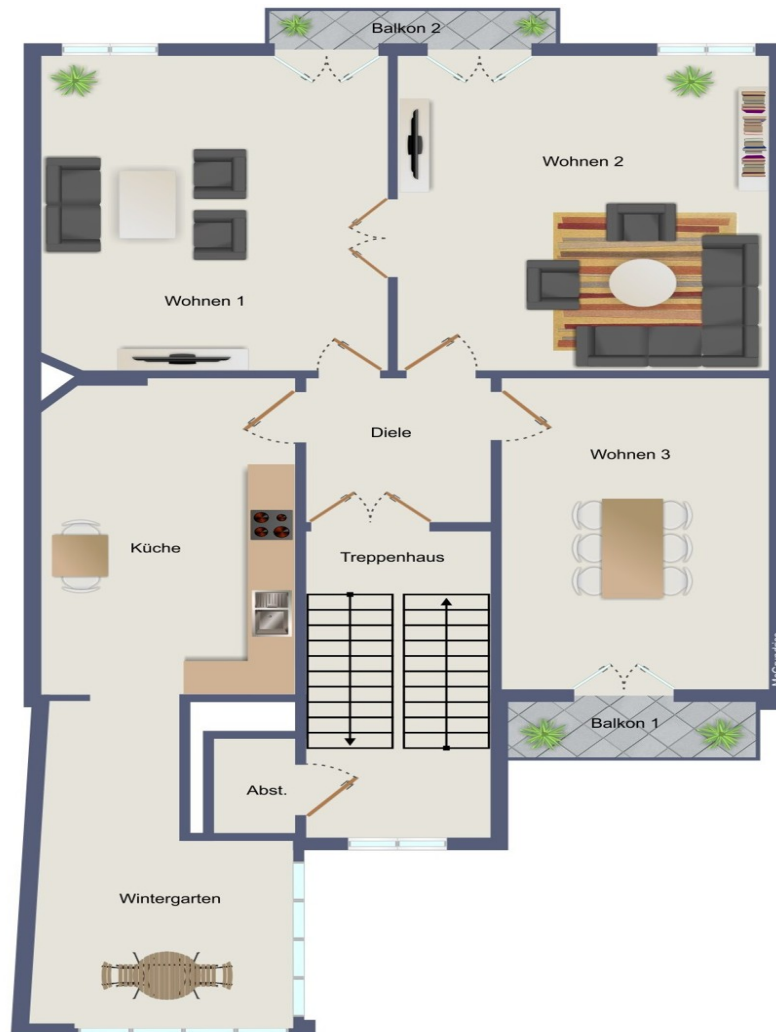 Balkon 2
Wohnen 2
Wohnen 1
Diele
Wohnen 3
Küche
Treppenhaus
Balkon 1
Abst.
Wintergarten